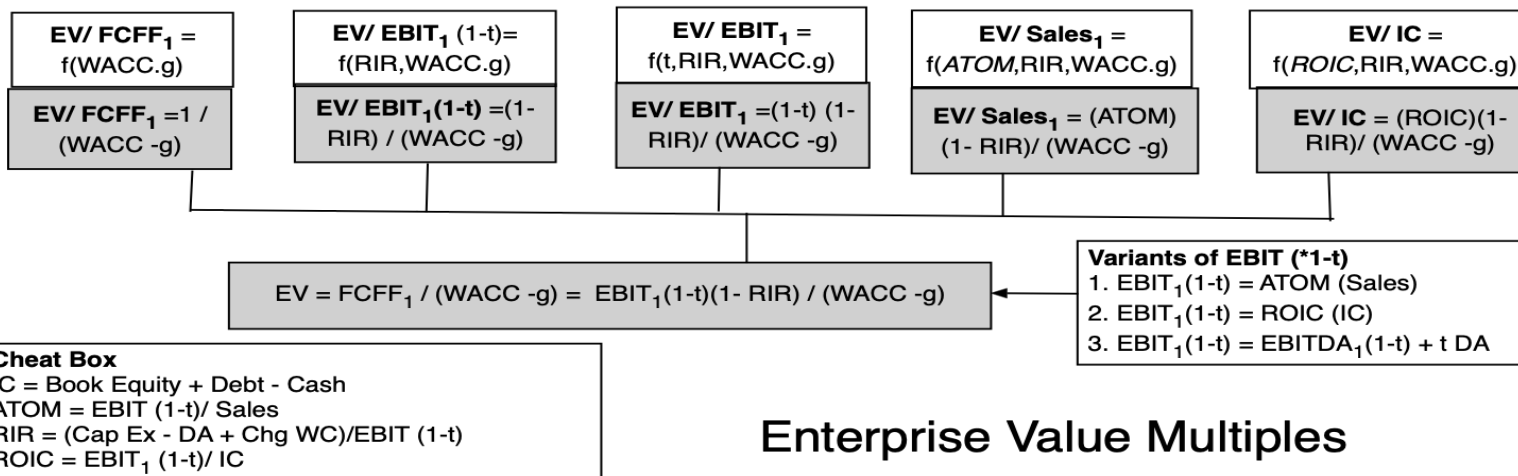 EV/ FCFF1 =
f(WACC.g)
EV/ FCFF1 =1 /
(WACC -g)
EV/ EBIT1 (1-t)=
f(RIR,WACC.g)
EV/ EBIT1(1-t) =(1-
RIR) / (WACC -g)
EV/ EBIT1 =
f(t,RIR,WACC.g)
EV/ EBIT1 =(1-t) (1-
RIR)/ (WACC -g)
EV/ Sales1 =
f(ATOM,RIR,WACC.g)
EV/ Sales1 = (ATOM)
(1- RIR)/ (WACC -g)
EV/ IC =
f(ROIC,RIR,WACC.g)
EV/ IC = (ROIC)(1-
RIR)/ (WACC -g)
EV = FCFF1 / (WACC -g) = EBIT1(1-t)(1- RIR) / (WACC -g)
Variants of EBIT (*1-t)
1. EBIT1(1-t) = ATOM (Sales)
2. EBIT1(1-t) = ROIC (IC)
3. EBIT1(1-t) = EBITDA1(1-t) + t DA
Cheat Box
IC = Book Equity + Debt - Cash
ATOM = EBIT (1-t)/ Sales
RIR = (Cap Ex - DA + Chg WC)/EBIT (1-t)
ROIC = EBIT1 (1-t)/ IC
Enterprise Value Multiples